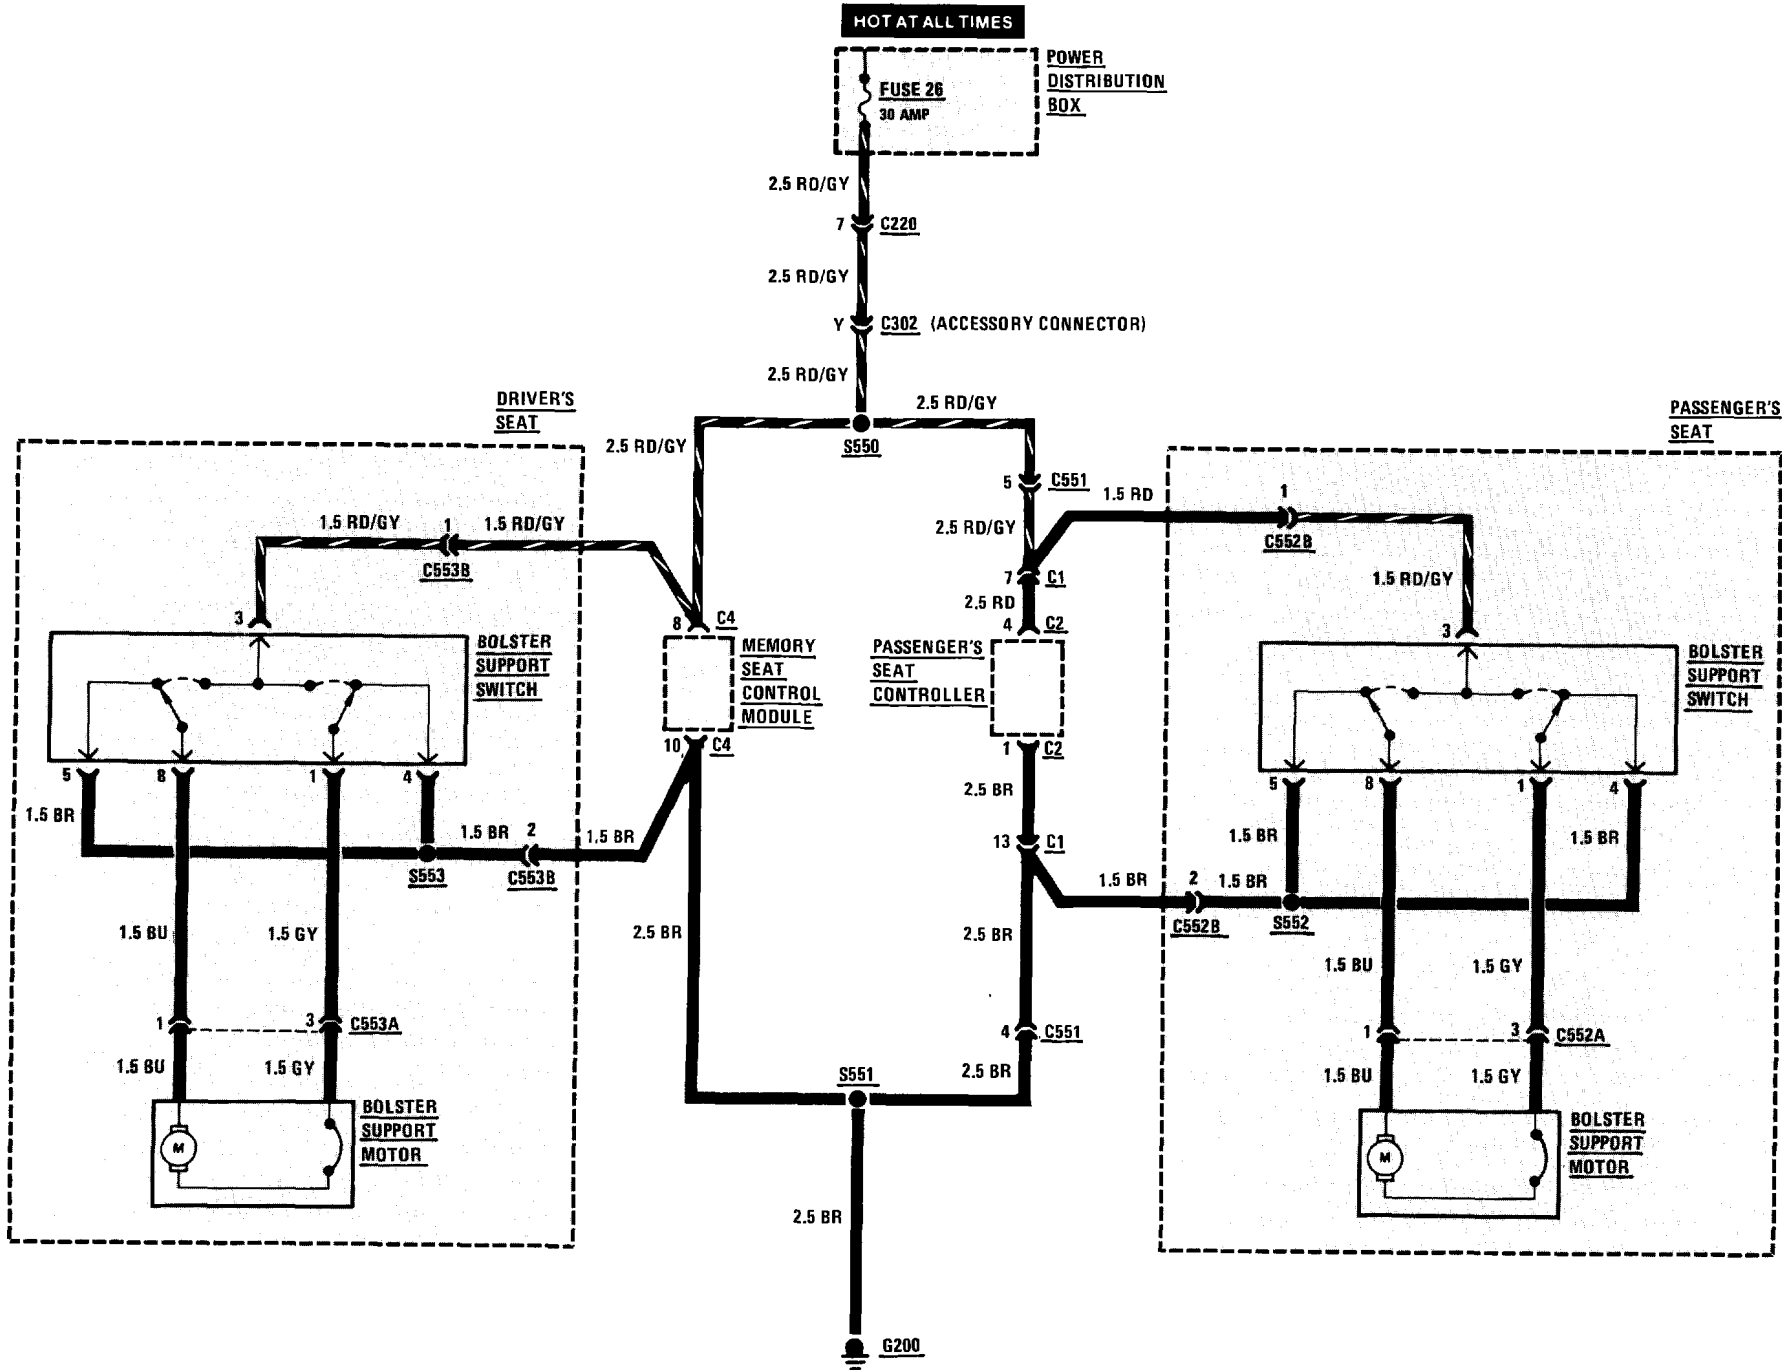 HOT AT ALL TIMES
POWER
DISTRIBUTION
BOX
FUSE 26
30 AMP
2.5 RD/GY
7
C220
2.5 RD/GY
Y
C302
(ACCESSORY CONNECTOR)
2.5 RD/GY
2.5 RD/GY
S550
2.5 RD/GY
DRIVER'S
SEAT
PASSENGER'S
SEAT
5
C551
1.5 RD
1
C552B
2.5 RD/GY
1.5 RD/GY
1
1.5 RD/GY
C553B
7
C1
2.5 RD
1.5 RD/GY
3
8
C4
4
C2
3
BOLSTER
SUPPORT
SWITCH
MEMORY
SEAT
CONTROL
MODULE
PASSENGER'S
SEAT
CONTROLLER
BOLSTER
SUPPORT
SWITCH
5
8
1
4
10
C4
1
C2
5
8
1
4
1.5 BR
1.5 BR
2
C553B
1.5 BR
S553
2.5 BR
13
C1
1.5 BR
1.5 BR
1.5 BR
2
C552B
1.5 BR
S552
1.5 BU
1.5 GY
2.5 BR
2.5 BR
1.5 BU
1.5 GY
1
3
C553A
4
C551
1
3
C552A
1.5 BU
1.5 GY
S551
2.5 BR
1.5 BU
1.5 GY
M
BOLSTER
SUPPORT
MOTOR
M
BOLSTER
SUPPORT
MOTOR
2.5 BR
G200